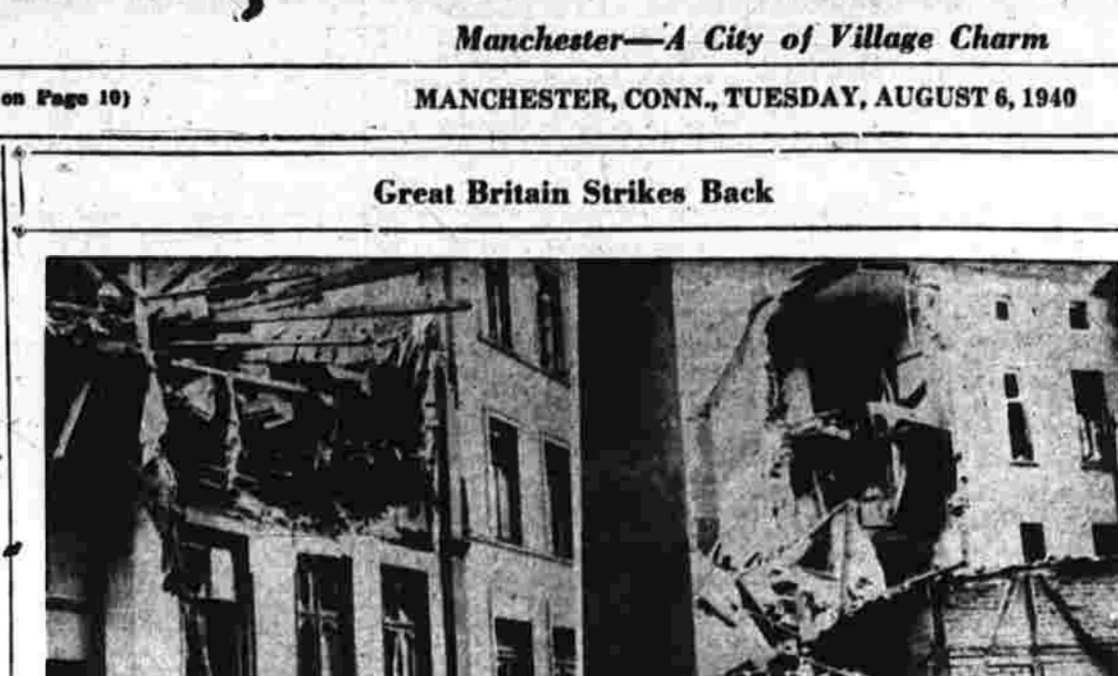 Manchester—A City of Village Charm
on Page 10)
MANCHESTER, CONN., TUESDAY, AUGUST 6, 1940
Great Britain Strikes Back